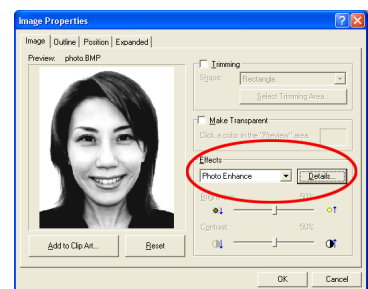 Image Properties
Image Outline Position Expanded
Preview: photo.BMP
Trimming
Shape: Rectangle
Select Trimming Area...
Make Transparent
Click a color in the "Preview" area
Effects
Photo Enhance Details...
50%
Contrast: 50%
Add to Clip Art... Reset
OK Cancel